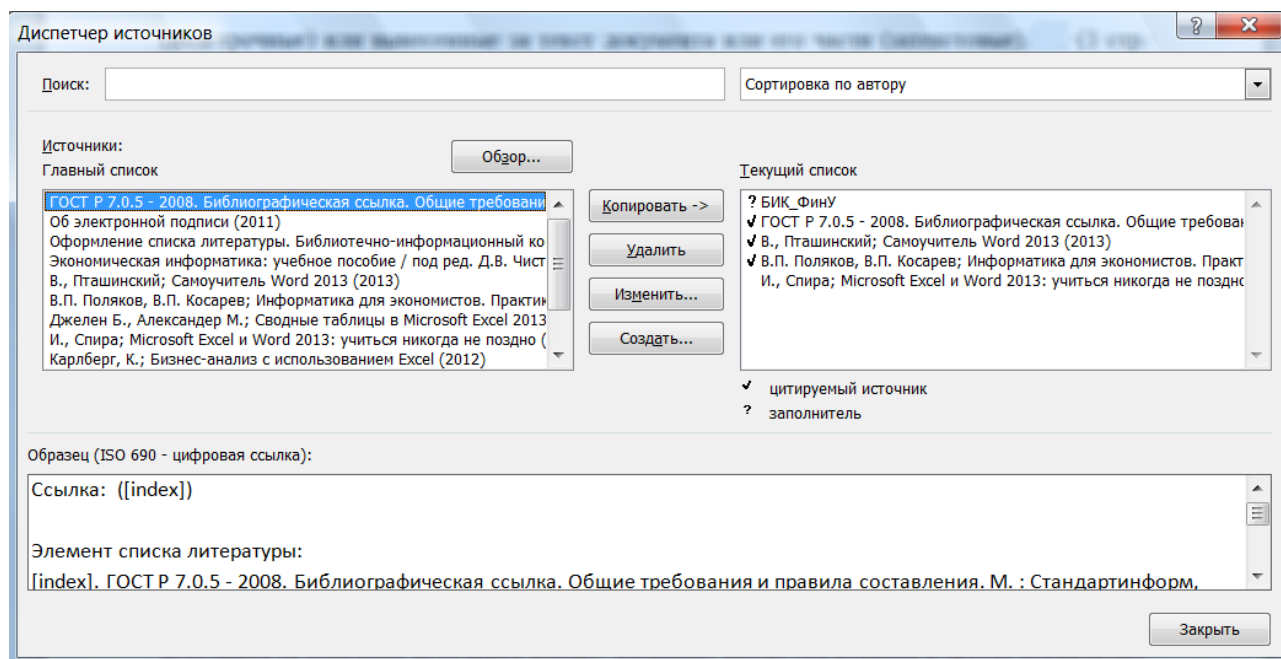 Диспетчер источников
Поиск:
Сортировка по автору
Источники:
Главный список
Обзор...
Текущий список
ГОСТ Р 7.0.5 - 2008. Библиографическая ссылка. Общие требовани
Об электронной подписи (2011)
Оформление списка литературы. Библиотечно-информационный ко
Экономическая информатика: учебное пособие / под ред. Д.В. Чист
В., Пташинский; Самоучитель Word 2013 (2013)
В.П. Поляков, В.П. Косарев; Информатика для экономистов. Практик
Джелен Б., Александер М.; Сводные таблицы в Microsoft Excel 2013
И., Спира; Microsoft Excel и Word 2013: учиться никогда не поздно (
Карлберг, К.; Бизнес-анализ с использованием Excel (2012)
Копировать ->
Удалить
Изменить...
Создать...
? БИК_ФинУ
✓ ГОСТ Р 7.0.5 - 2008. Библиографическая ссылка. Общие требован
✓ В., Пташинский; Самоучитель Word 2013 (2013)
✓ В.П. Поляков, В.П. Косарев; Информатика для экономистов. Практ
И., Спира; Microsoft Excel и Word 2013: учиться никогда не поздно
✓ цитируемый источник
? заполнитель
Образец (ISO 690 - цифровая ссылка):
Ссылка: ([index])
Элемент списка литературы:
[index]. ГОСТ Р 7.0.5 - 2008. Библиографическая ссылка. Общие требования и правила составления. М. : Стандартинформ,
Закрыть